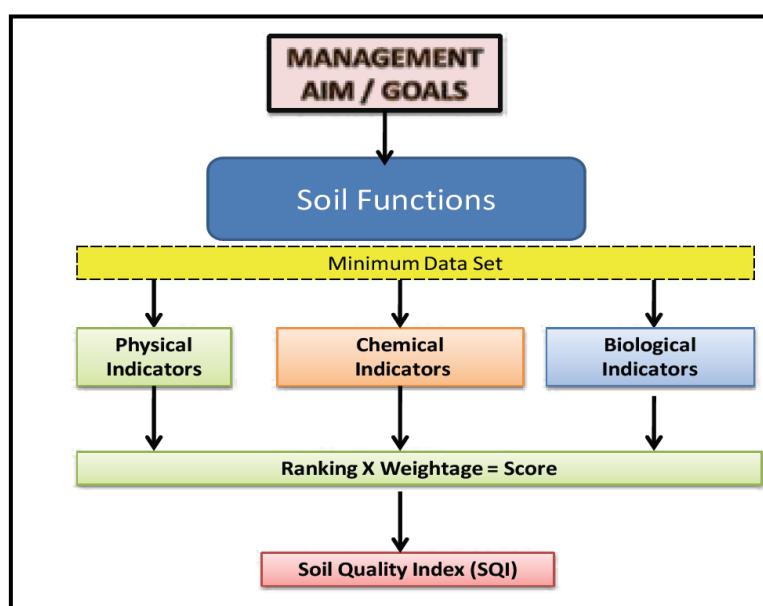 MANAGEMENT
AIM / GOALS
Soil Functions
Minimum Data Set
Physical
Indicators
Chemical
Indicators
Biological
Indicators
Ranking X Weightage = Score
Soil Quality Index (SQI)